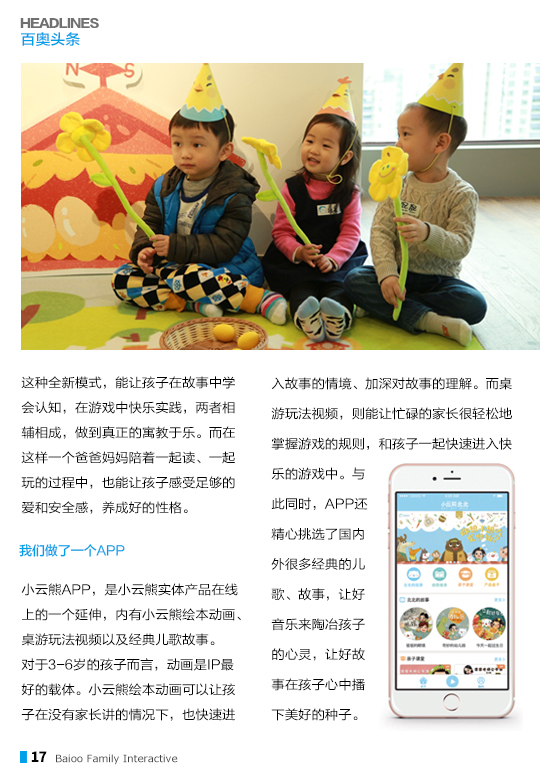 HEADLINES
百奥头条
N
S
这种全新模式，能让孩子在故事中学
会认知，在游戏中快乐实践，两者相
辅相成，做到真正的寓教于乐。而在
这样一个爸爸妈妈陪着一起读、一起
玩的过程中，也能让孩子感受足够的
爱和安全感，养成好的性格。
我们做了一个APP
小云熊APP，是小云熊实体产品在线
上的一个延伸，内有小云熊绘本动画、
桌游玩法视频以及经典儿歌故事。
对于3-6岁的孩子而言，动画是IP最
好的载体。小云熊绘本动画可以让孩
子在没有家长讲的情况下，也快速进
入故事的情境、加深对故事的理解。而桌
游玩法视频，则能让忙碌的家长很轻松地
掌握游戏的规则，和孩子一起快速进入快
乐的游戏中。与
此同时，APP还
精心挑选了国内
外很多经典的儿
歌、故事，让好
音乐来陶冶孩子
的心灵，让好故
事在孩子心中播
下美好的种子。
亲子课堂
17 Baioo Family Interactive